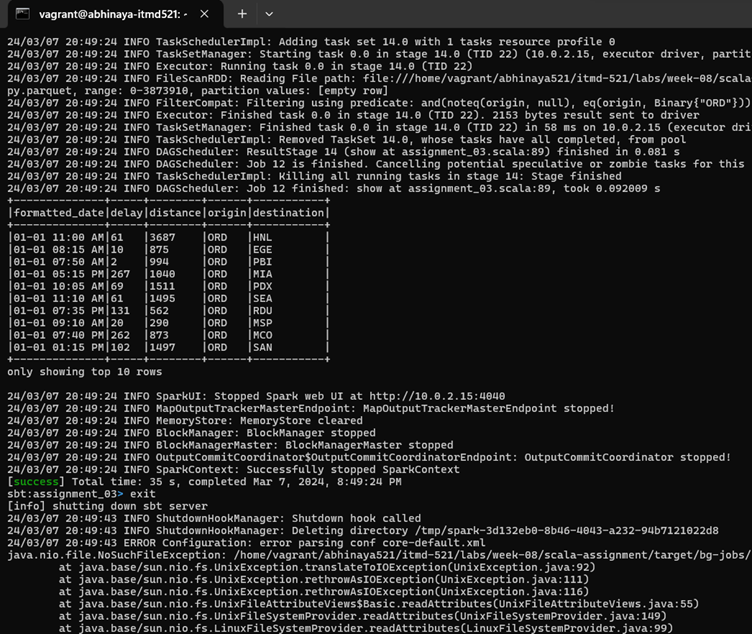 vagrant@abhinaya-itmd521: ~
24/03/07 20:49:24 INFO TaskSchedulerImpl: Adding task set 14.0 with 1 tasks resource profile 0
24/03/07 20:49:24 INFO TaskSetManager: Starting task 0.0 in stage 14.0 (TID 22) (10.0.2.15, executor driver, partit
24/03/07 20:49:24 INFO Executor: Running task 0.0 in stage 14.0 (TID 22)
24/03/07 20:49:24 INFO FileScanRDD: Reading File path: file:///home/vagrant/abhinaya521/itmd-521/labs/week-08/scala
py.parquet, range: 0-3873910, partition values: [empty row]
24/03/07 20:49:24 INFO FilterCompat: Filtering using predicate: and(noteq(origin, null), eq(origin, Binary{"ORD"}))
24/03/07 20:49:24 INFO Executor: Finished task 0.0 in stage 14.0 (TID 22). 2153 bytes result sent to driver
24/03/07 20:49:24 INFO TaskSetManager: Finished task 0.0 in stage 14.0 (TID 22) in 58 ms on 10.0.2.15 (executor dri
24/03/07 20:49:24 INFO TaskSchedulerImpl: Removed TaskSet 14.0, whose tasks have all completed, from pool
24/03/07 20:49:24 INFO DAGScheduler: ResultStage 14 (show at assignment_03.scala:89) finished in 0.081 s
24/03/07 20:49:24 INFO DAGScheduler: Job 12 is finished. Cancelling potential speculative or zombie tasks for this
24/03/07 20:49:24 INFO TaskSchedulerImpl: Killing all running tasks in stage 14: Stage finished
24/03/07 20:49:24 INFO DAGScheduler: Job 12 finished: show at assignment_03.scala:89, took 0.092009 s
+--------------+-----+--------+------+-----------+
|formatted_date|delay|distance|origin|destination|
+--------------+-----+--------+------+-----------+
|01-01 11:00 AM|61   |3687    |ORD   |HNL        |
|01-01 08:15 AM|10   |875     |ORD   |EGE        |
|01-01 07:50 AM|2    |994     |ORD   |PBI        |
|01-01 05:15 PM|267  |1040    |ORD   |MIA        |
|01-01 10:05 AM|69   |1511    |ORD   |PDX        |
|01-01 11:10 AM|61   |1495    |ORD   |SEA        |
|01-01 07:35 PM|131  |562     |ORD   |RDU        |
|01-01 09:10 AM|20   |290     |ORD   |MSP        |
|01-01 07:40 PM|262  |873     |ORD   |MCO        |
|01-01 01:15 PM|102  |1497    |ORD   |SAN        |
+--------------+-----+--------+------+-----------+
only showing top 10 rows
24/03/07 20:49:24 INFO SparkUI: Stopped Spark web UI at http://10.0.2.15:4040
24/03/07 20:49:24 INFO MapOutputTrackerMasterEndpoint: MapOutputTrackerMasterEndpoint stopped!
24/03/07 20:49:24 INFO MemoryStore: MemoryStore cleared
24/03/07 20:49:24 INFO BlockManager: BlockManager stopped
24/03/07 20:49:24 INFO BlockManagerMaster: BlockManagerMaster stopped
24/03/07 20:49:24 INFO OutputCommitCoordinator$OutputCommitCoordinatorEndpoint: OutputCommitCoordinator stopped!
24/03/07 20:49:24 INFO SparkContext: Successfully stopped SparkContext
[success] Total time: 35 s, completed Mar 7, 2024, 8:49:24 PM
sbt:assignment_03> exit
[info] shutting down sbt server
24/03/07 20:49:43 INFO ShutdownHookManager: Shutdown hook called
24/03/07 20:49:43 INFO ShutdownHookManager: Deleting directory /tmp/spark-3d132eb0-8b46-4043-a232-94b7121022d8
24/03/07 20:49:43 ERROR Configuration: error parsing conf core-default.xml
java.nio.file.NoSuchFileException: /home/vagrant/abhinaya521/itmd-521/labs/week-08/scala-assignment/target/bg-jobs/
at java.base/sun.nio.fs.UnixException.translateToIOException(UnixException.java:92)
at java.base/sun.nio.fs.UnixException.rethrowAsIOException(UnixException.java:111)
at java.base/sun.nio.fs.UnixException.rethrowAsIOException(UnixException.java:116)
at java.base/sun.nio.fs.UnixFileAttributeViews$Basic.readAttributes(UnixFileAttributeViews.java:55)
at java.base/sun.nio.fs.UnixFileSystemProvider.readAttributes(UnixFileSystemProvider.java:149)
at java.base/sun.nio.fs.LinuxFileSystemProvider.readAttributes(LinuxFileSystemProvider.java:99)